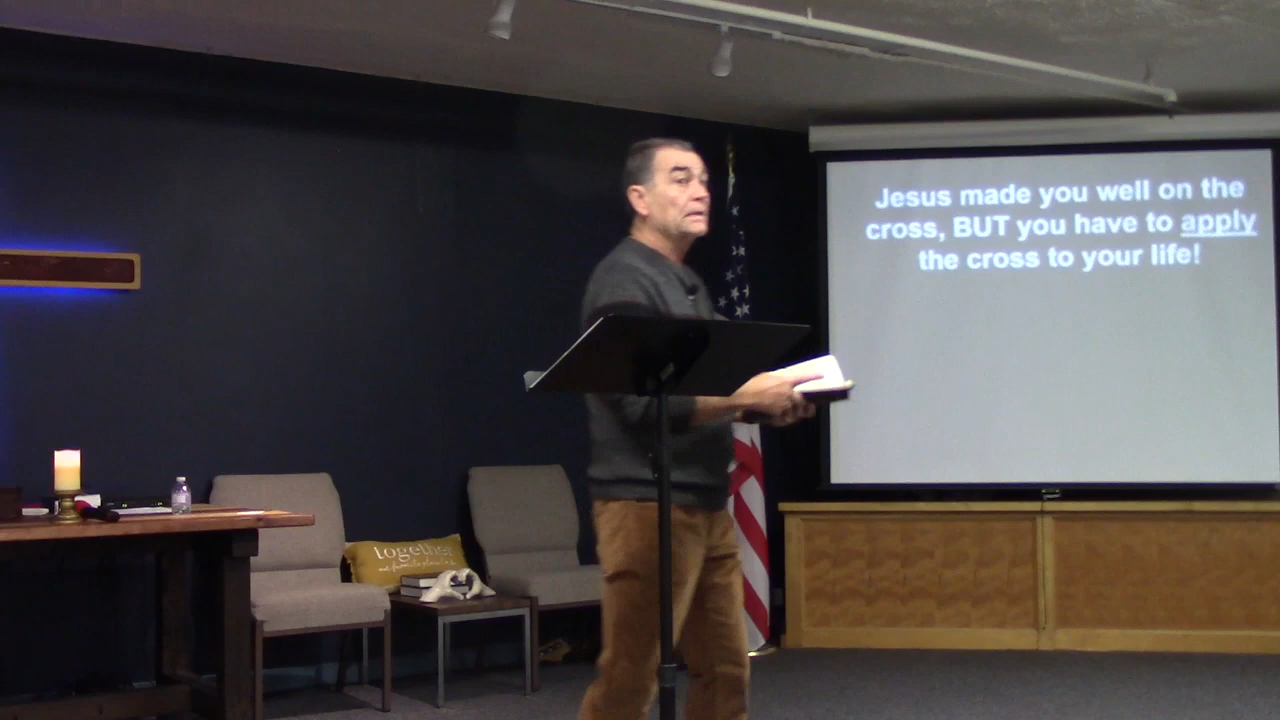 Jesus made you well on the
cross, BUT you have to apply
the cross to your life!
together